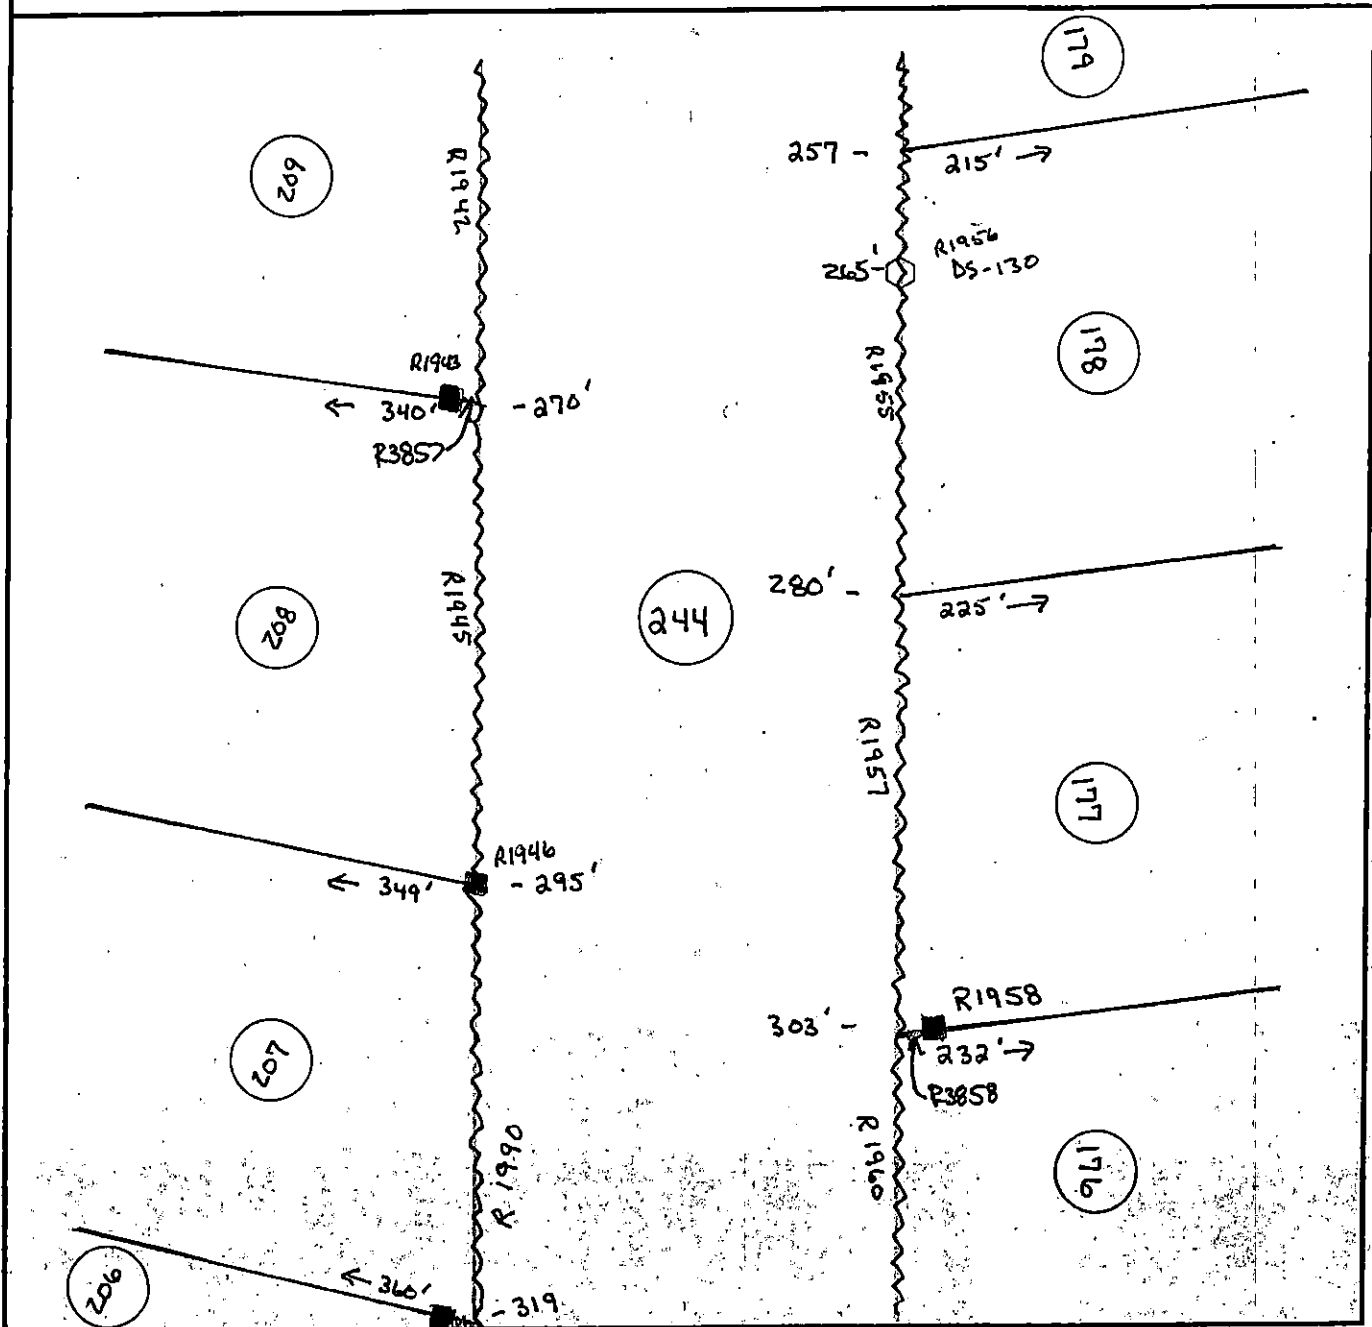 179
257 -
215' →
209
R1942
R1956
265'-
DS-130
178
R1943
R1955
← 340'
- 270'
R3857
280' -
225' →
R1945
208
244
R1957
177
R1946
← 349'
- 295'
R1958
303' -
232' →
207
R3858
R.1990
R1960
176
← 360'
206
- 319